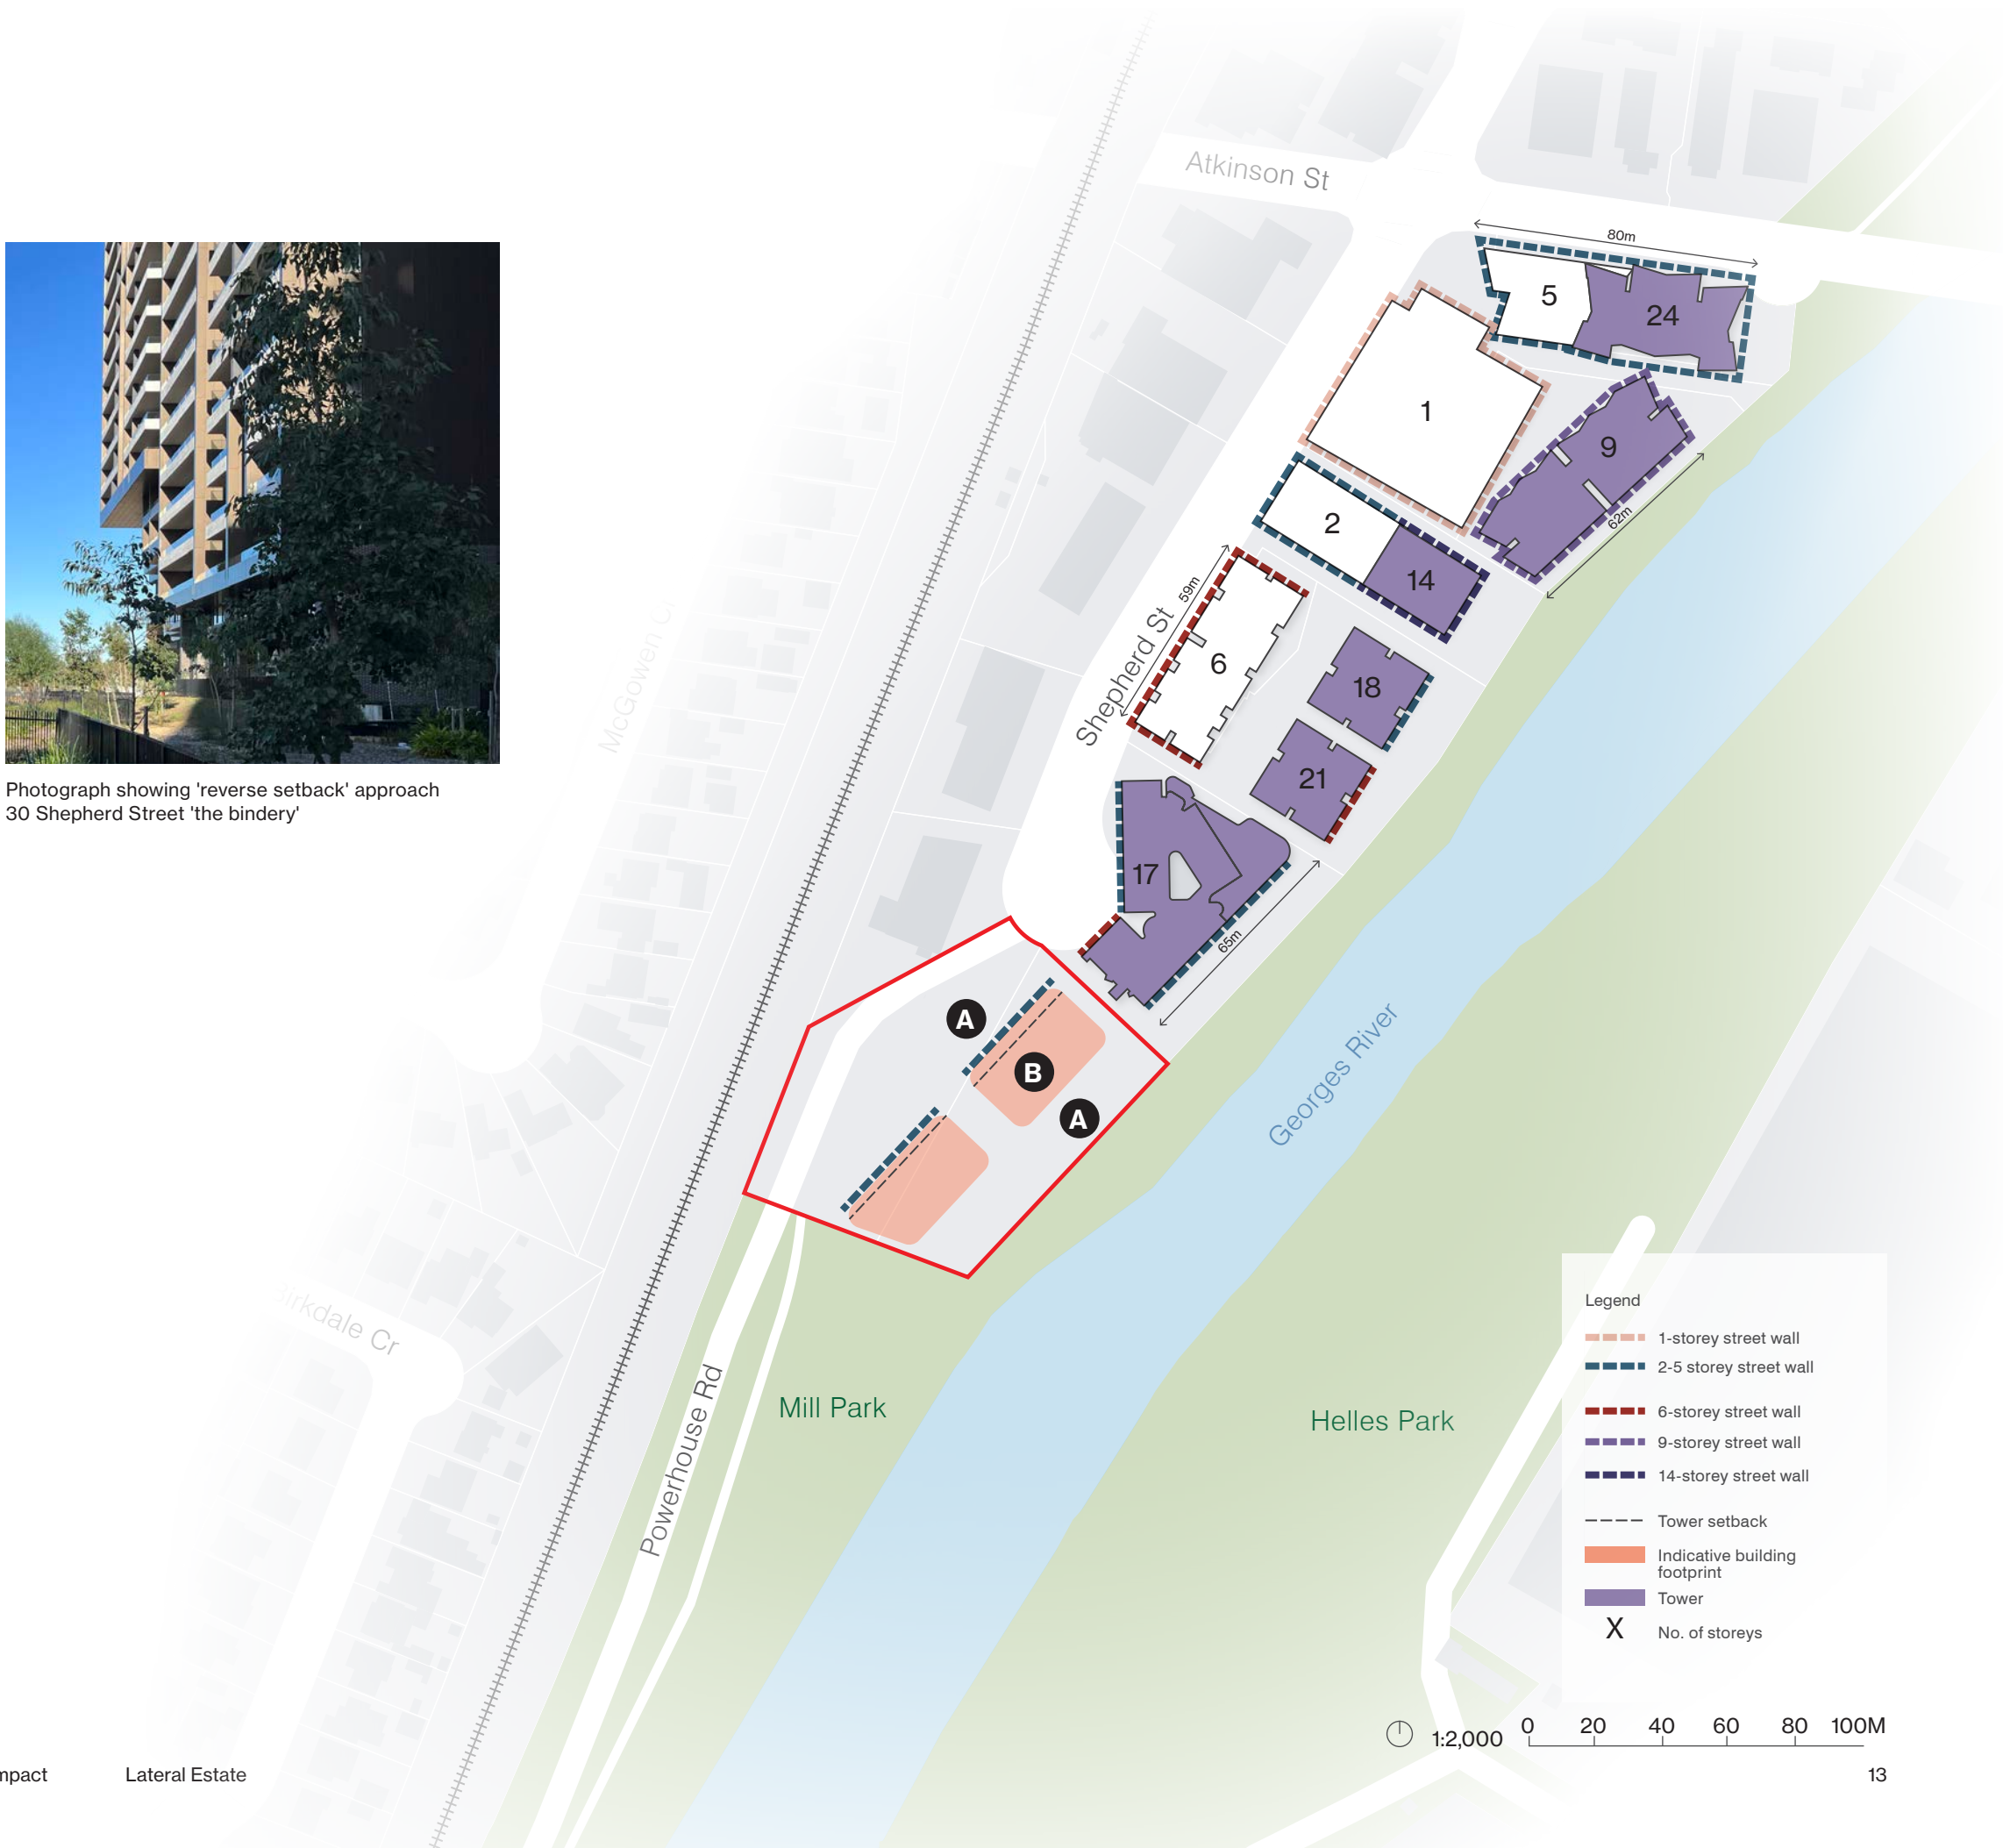 Atkinson St
80m
5
24
1
9
62m
2
14
59m
Shepherd St
6
18
21
17
65m
McGowen Cr
Photograph showing 'reverse setback' approach
30 Shepherd Street 'the bindery'
A
B
A
Georges River
Birkdale Cr
Powerhouse Rd
Mill Park
Helles Park
Legend
1-storey street wall
2-5 storey street wall
6-storey street wall
9-storey street wall
14-storey street wall
Tower setback
Indicative building
footprint
Tower
X No. of storeys
1:2,000 0 20 40 60 80 100M
Lateral Estate
13